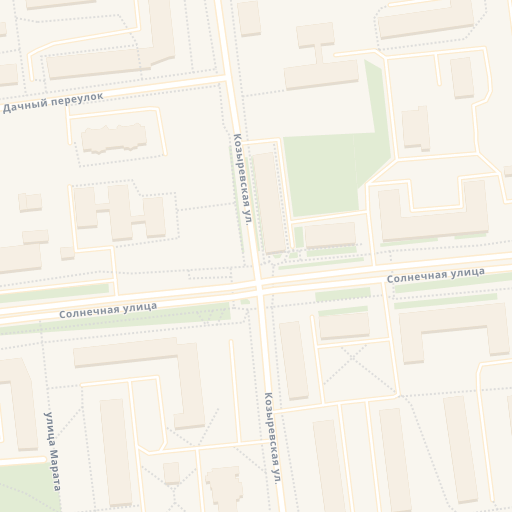 Дачный переулок
Козыревская ул.
Солнечная улица
Солнечная улица
Козыревская ул.
улица Марата